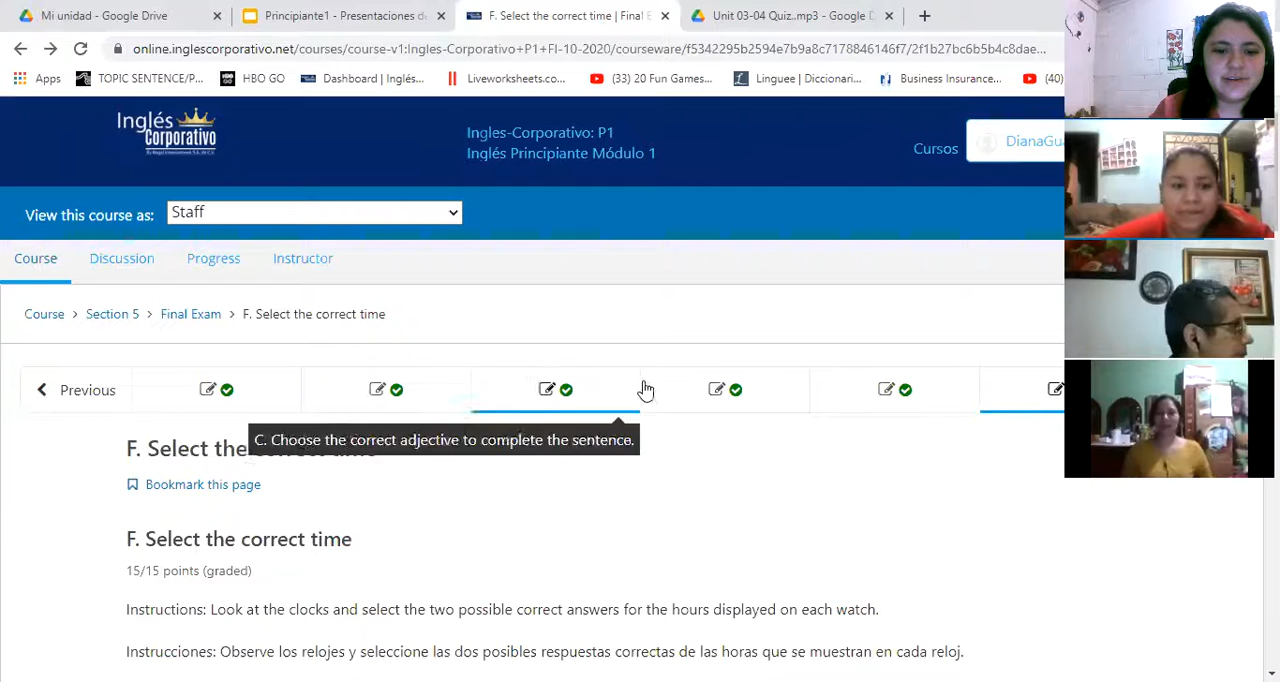 Mi unidad - Google Drive
Principiante1 - Presentaciones de
F. Select the correct time | Final E
Unit 03-04 Quiz..mp3 - Google D
online.inglescorporativo.net/courses/course-v1:Ingles-Corporativo+P1+FI-10-2020/courseware/f5342295b2594e7b9a8c7178846146f7/2f1b27bc6b5b4c8dae...
Apps
TOPIC SENTENCE/P...
HBO GO
Dashboard | Inglés...
Liveworksheets.co...
(33) 20 Fun Games...
Linguee | Diccionari...
Business Insurance...
(40)
Inglés
Corporativo
Ingles-Corporativo: P1
Inglés Principiante Módulo 1
Cursos
DianaGua
View this course as:
Staff
Course
Discussion
Progress
Instructor
Course > Section 5 > Final Exam > F. Select the correct time
Previous
C. Choose the correct adjective to complete the sentence.
F. Select the correct time
Bookmark this page
F. Select the correct time
15/15 points (graded)
Instructions: Look at the clocks and select the two possible correct answers for the hours displayed on each watch.
Instrucciones: Observe los relojes y seleccione las dos posibles respuestas correctas de las horas que se muestran en cada reloj.